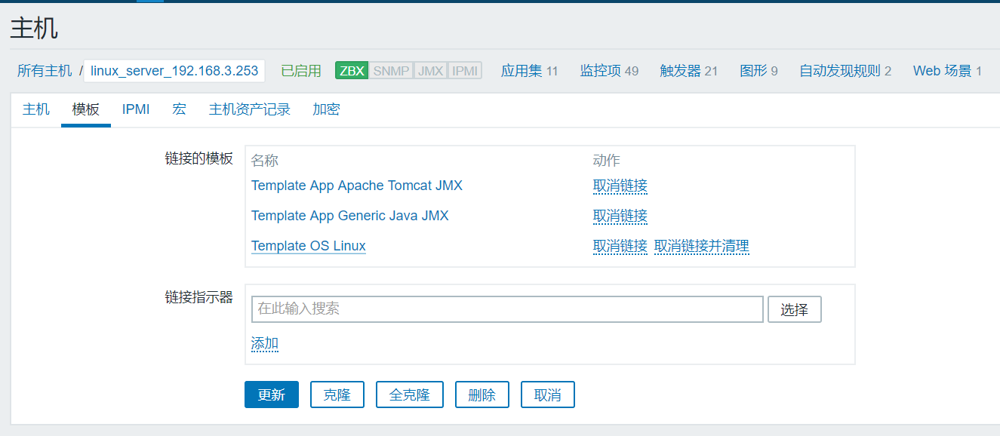 主机
所有主机 / linux_server_192.168.3.253 已启用 ZBX SNMP JMX IPMI 应用集 11 监控项 49 触发器 21 图形 9 自动发现规则 2 Web 场景 1
主机 模板 IPMI 宏 主机资产记录 加密
链接的模板 名称 动作
Template App Apache Tomcat JMX 取消链接
Template App Generic Java JMX 取消链接
Template OS Linux 取消链接 取消链接并清理
链接指示器 在此输入搜索 选择
添加
更新 克隆 全克隆 删除 取消